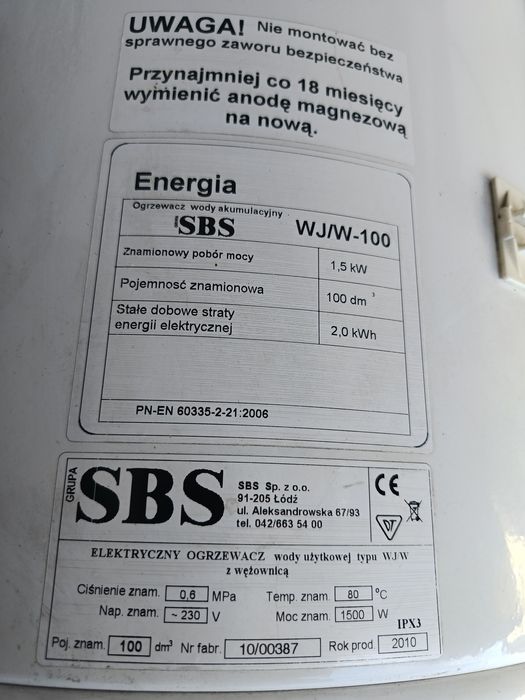 UWAGA! Nie montować bez
sprawnego zaworu bezpieczeństwa
Przynajmniej co 18 miesięcy
wymienić anodę magnezową
na nową.
Energia
Ogrzewacz wody akumulacyjny
SBS WJ/W-100
Znamionowy pobór mocy 1,5 kW
Pojemność znamionowa 100 dm³
Stałe dobowe straty
energii elektrycznej 2,0 kWh
PN-EN 60335-2-21:2006
GRUPA
SBS
SBS Sp. z o.o.
91-205 Łódź
ul. Aleksandrowska 67/93
tel. 042/663 54 00
CE
DT
ELEKTRYCZNY OGRZEWACZ wody użytkowej typu WJ/W
z wężownicą
Ciśnienie znam. 0,6 MPa Temp. znam. 80 °C
Nap. znam. ~ 230 V Moc znam. 1500 W
IPX3
Poj. znam. 100 dm³ Nr fabr. 10/00387 Rok prod. 2010